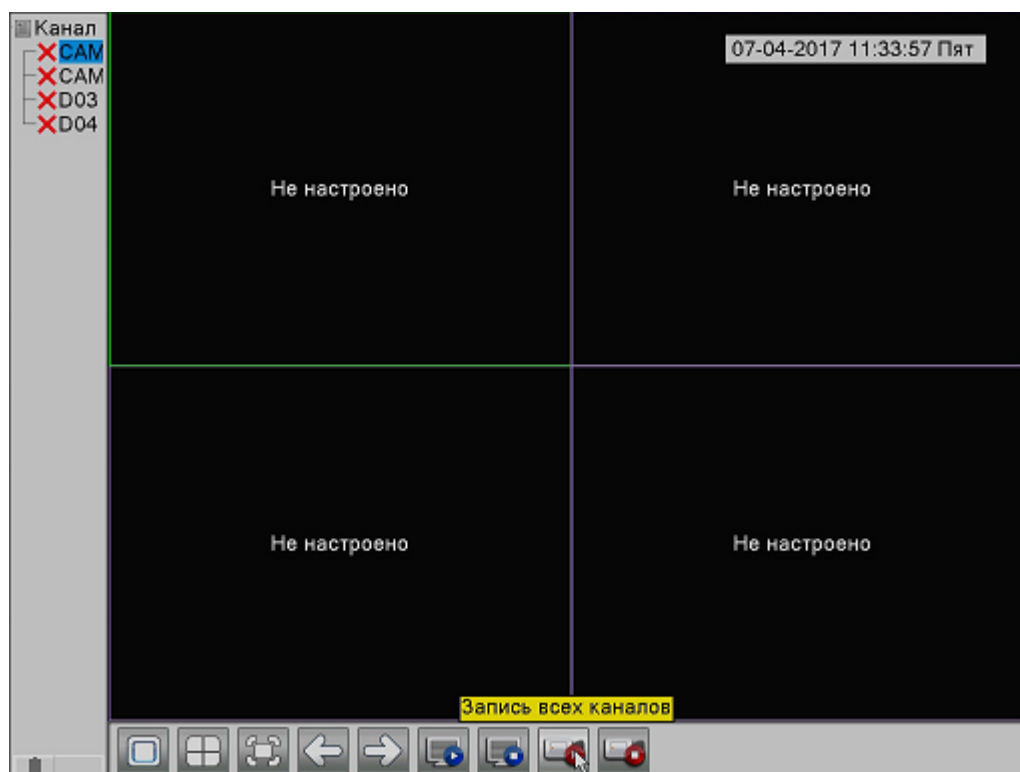 Канал
CAM
CAM
D03
D04
07-04-2017 11:33:57 Пят
Не настроено
Не настроено
Не настроено
Не настроено
Запись всех каналов